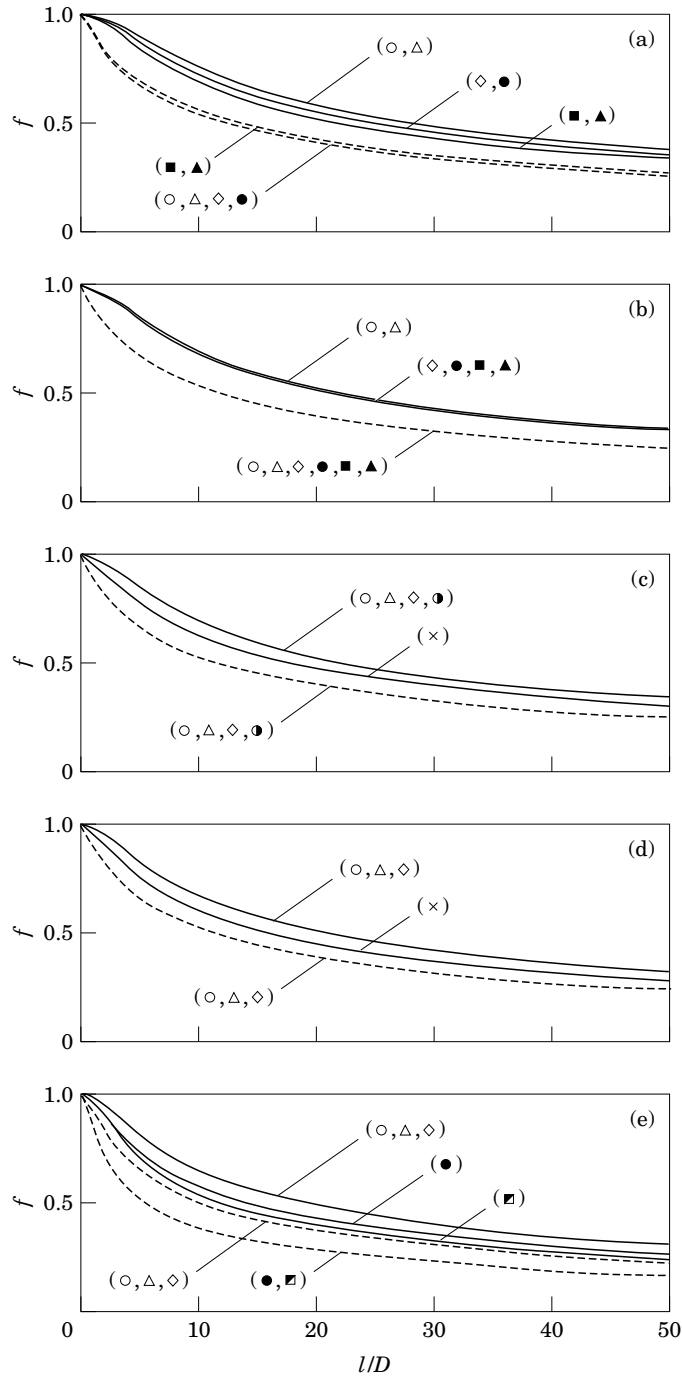 1.0
(a)
(○, △)
(◇, ●)
f
0.5
(■, ▲)
(■, ▲)
(○, △, ◇, ●)
0
1.0
(b)
(○, △)
(◇, ●, ■, ▲)
f
0.5
(○, △, ◇, ●, ■, ▲)
0
1.0
(c)
(○, △, ◇, ◑)
(×)
f
0.5
(○, △, ◇, ◑)
0
1.0
(d)
(○, △, ◇)
(×)
f
0.5
(○, △, ◇)
0
1.0
(e)
(○, △, ◇)
(●)
(◪)
f
0.5
(○, △, ◇)
(●, ◪)
0 10 20 30 40 50
l/D